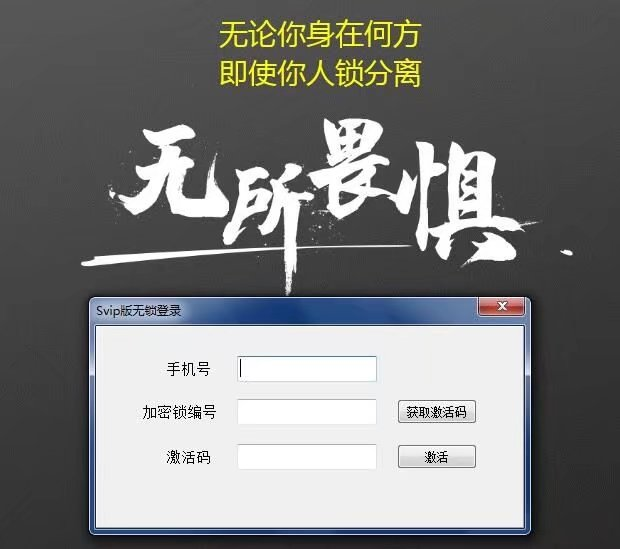 无论你身在何方
即使你人锁分离
无所畏惧
Svip版无锁登录
手机号
加密锁编号
获取激活码
激活码
激活